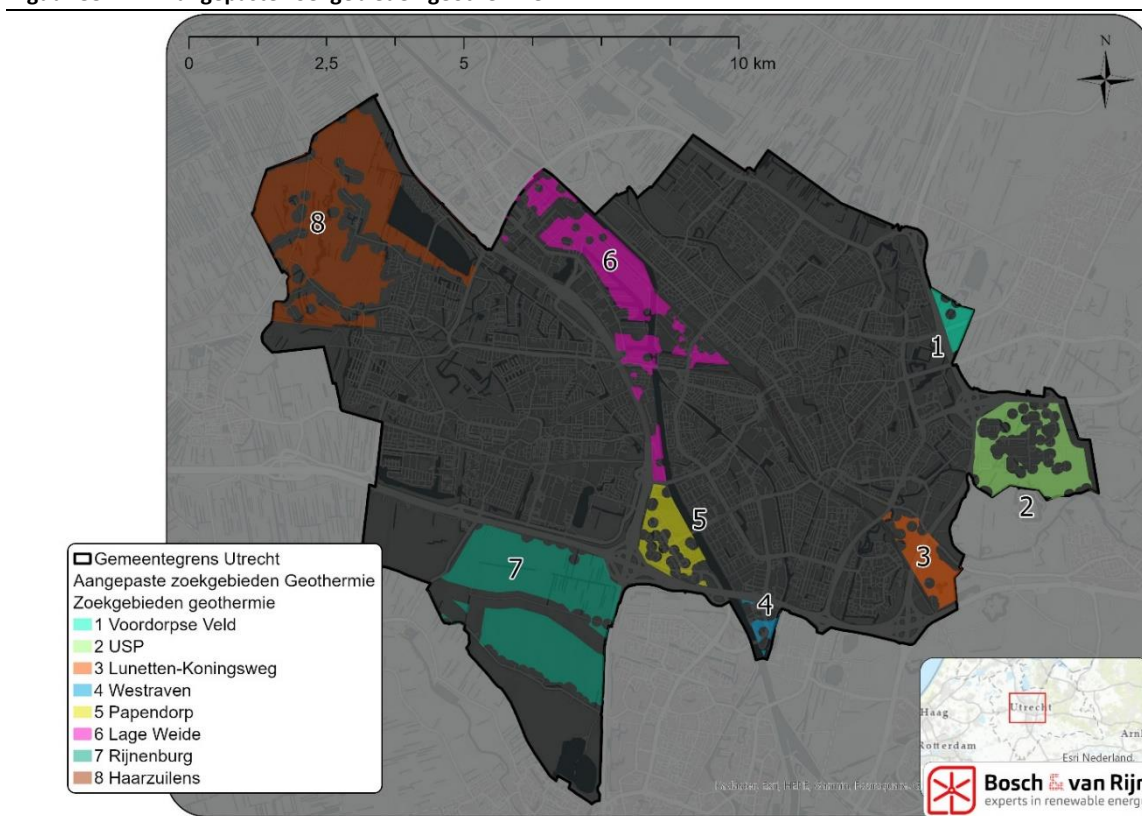 0 2,5 5 10 km
N
8
6
1
2
5
3
7
4
Gemeentegrens Utrecht
Aangepaste zoekgebieden Geothermie
Zoekgebieden geothermie
1 Voordorpse Veld
2 USP
3 Lunetten-Koningsweg
4 Westraven
5 Papendorp
6 Lage Weide
7 Rijnenburg
8 Haarzuilens
Haag
Utrecht
Rotterdam
Esri Nederland,
Bosch & van Rijn
experts in renewable energ